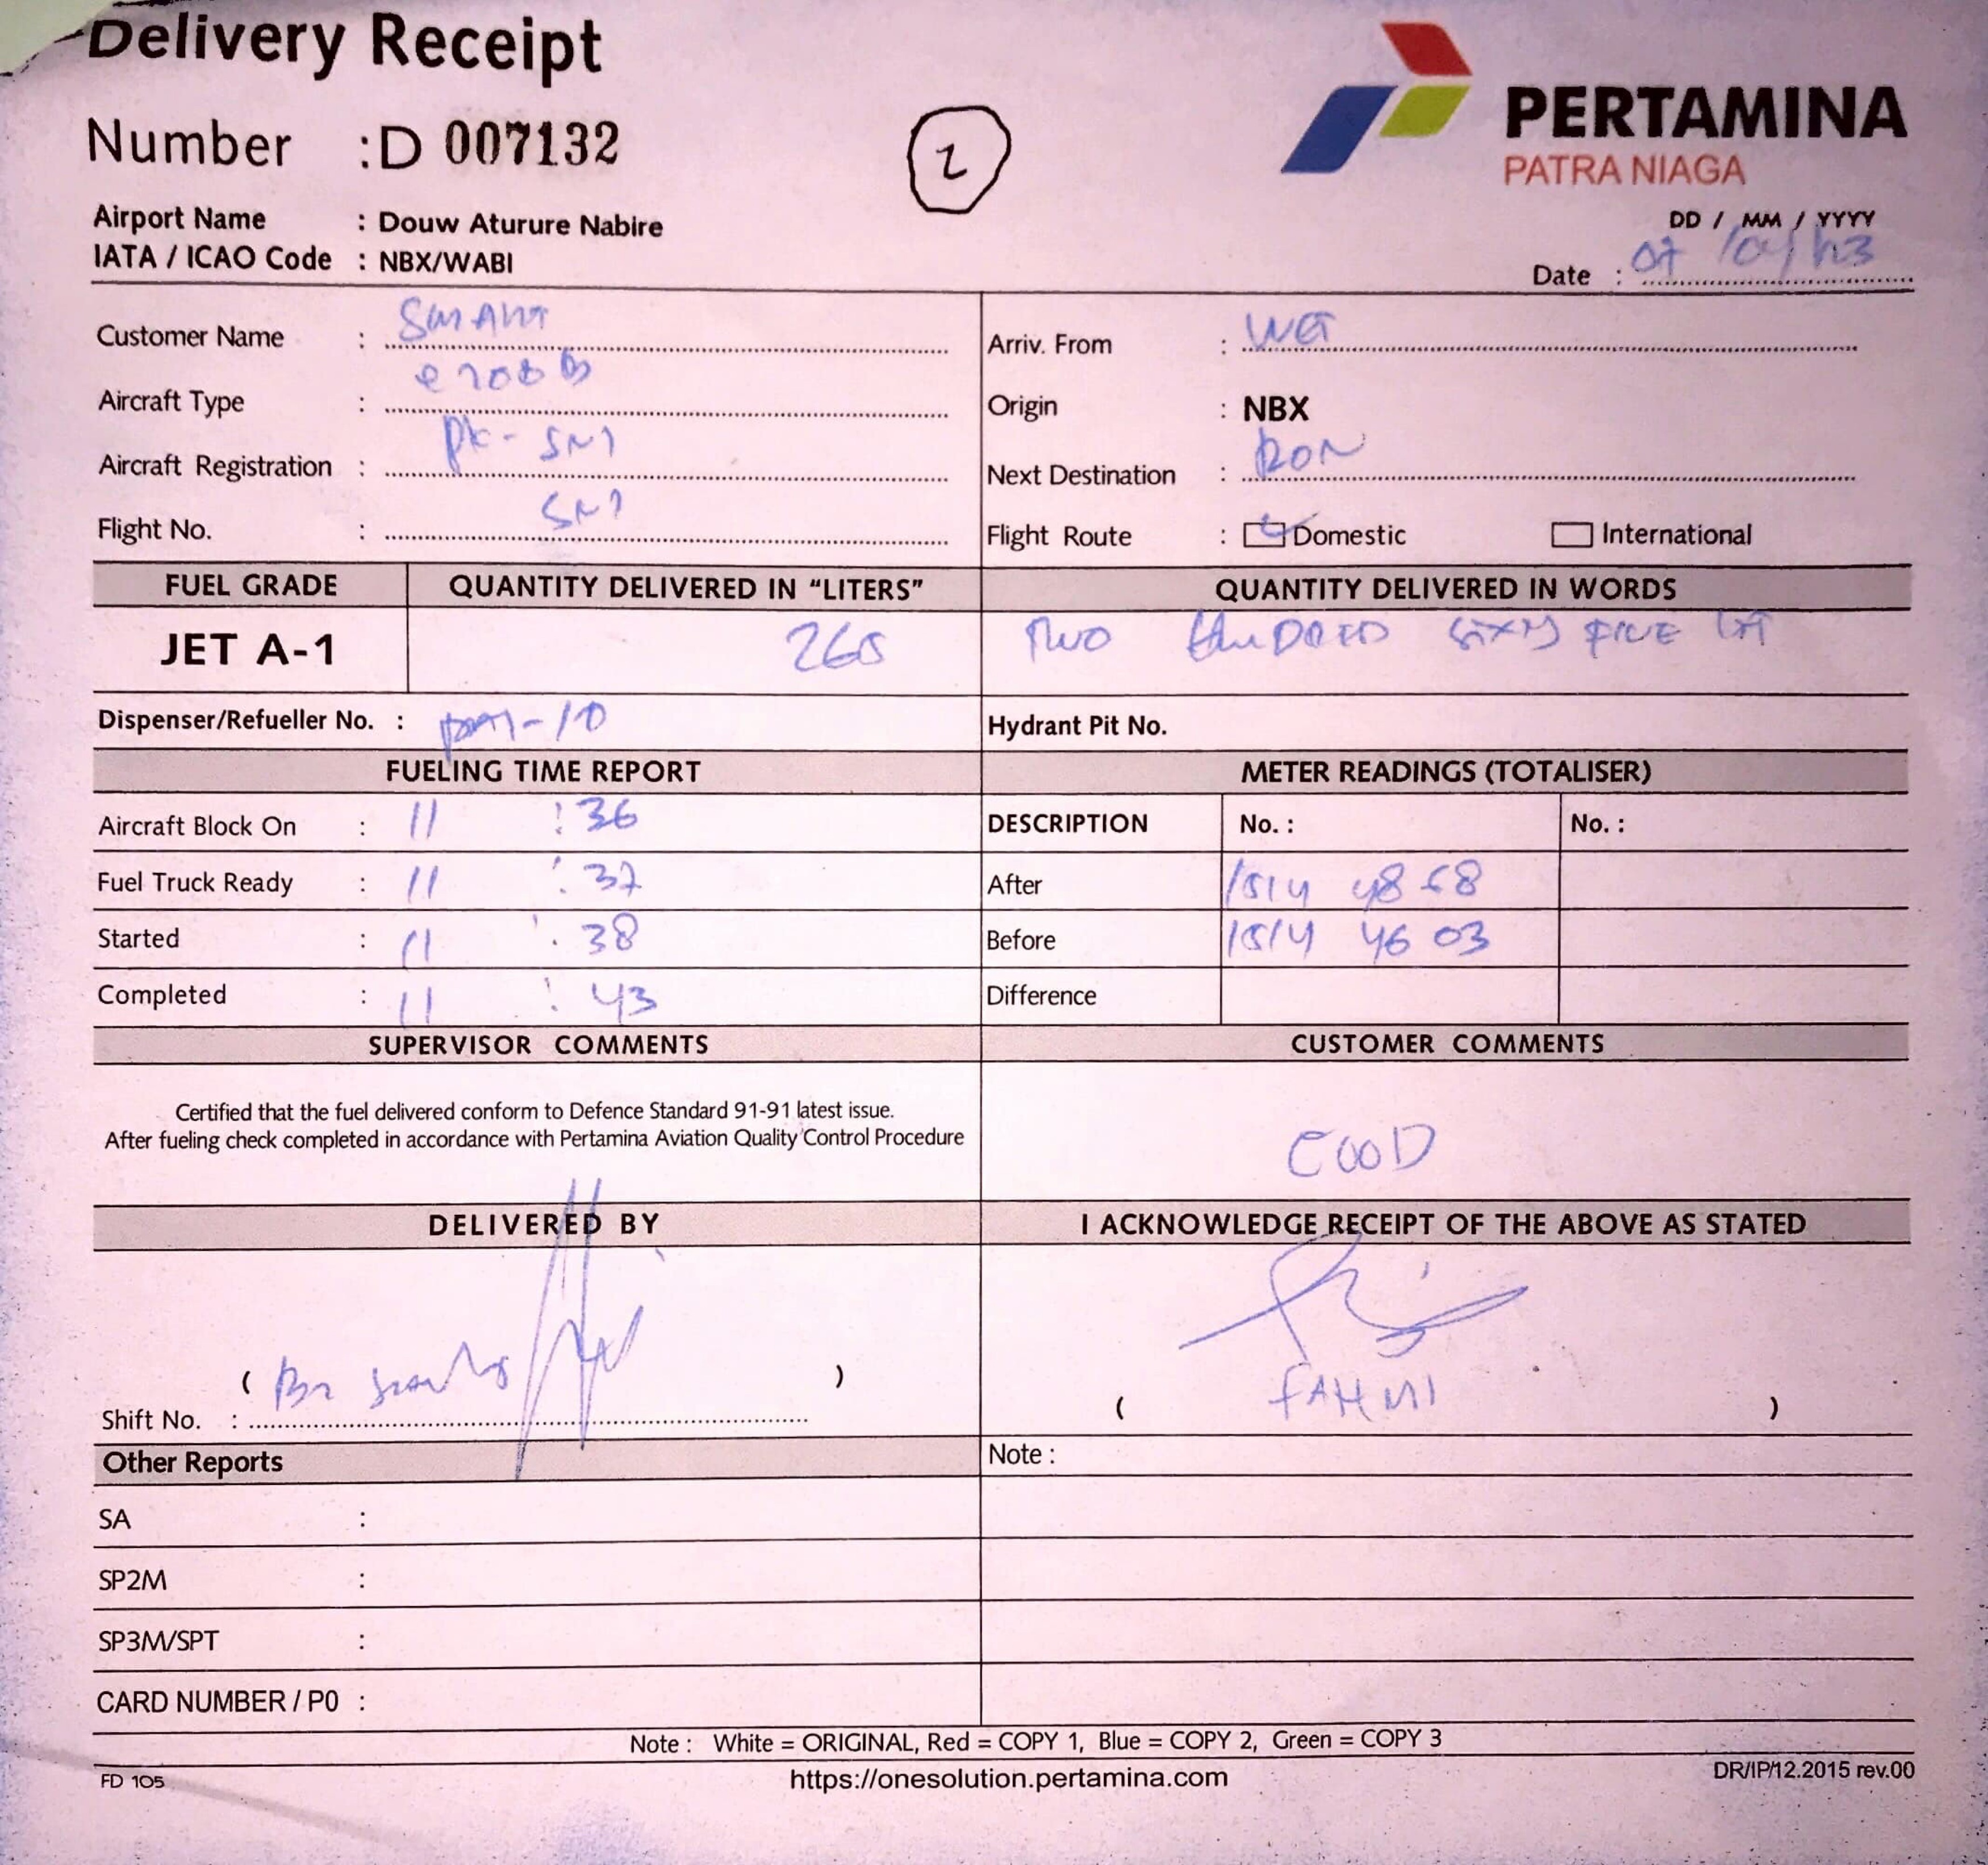 Delivery Receipt
Number : D 007132
2
PERTAMINA
PATRA NIAGA
Airport Name : Douw Aturure Nabire
IATA / ICAO Code : NBX/WABI
DD / MM / YYYY
Date : 07
Customer Name : SMART
Arriv. From :
Aircraft Type :
Origin : NBX
Aircraft Registration : PK-
Next Destination : RON
Flight No. :
Flight Route : Domestic International
FUEL GRADE QUANTITY DELIVERED IN “LITERS” QUANTITY DELIVERED IN WORDS
JET A-1 265 TWO HUNDRED SIXTY FIVE
Dispenser/Refueller No. :
Hydrant Pit No.
FUELING TIME REPORT METER READINGS (TOTALISER)
Aircraft Block On : 11 : 36
DESCRIPTION No. : No. :
Fuel Truck Ready : 11 : 37
After 1514 48 68
Started : 11 : 38
Before 1514 46 03
Completed : 11 : 43
Difference
SUPERVISOR COMMENTS CUSTOMER COMMENTS
Certified that the fuel delivered conform to Defence Standard 91-91 latest issue.
After fueling check completed in accordance with Pertamina Aviation Quality Control Procedure
GOOD
DELIVERED BY I ACKNOWLEDGE RECEIPT OF THE ABOVE AS STATED
( )
( FAHMI )
Shift No. :
Other Reports
Note :
SA :
SP2M :
SP3M/SPT :
CARD NUMBER / P0 :
Note : White = ORIGINAL, Red = COPY 1, Blue = COPY 2, Green = COPY 3
FD 105
https://onesolution.pertamina.com
DR/IP/12.2015 rev.00